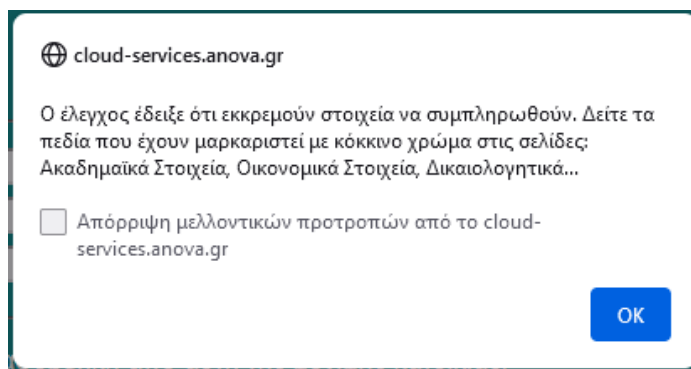 cloud-services.anova.gr
Ο έλεγχος έδειξε ότι εκκρεμούν στοιχεία να συμπληρωθούν. Δείτε τα
πεδία που έχουν μαρκαριστεί με κόκκινο χρώμα στις σελίδες:
Ακαδημαϊκά Στοιχεία, Οικονομικά Στοιχεία, Δικαιολογητικά...
Απόρριψη μελλοντικών προτροπών από το cloud-
services.anova.gr
OK